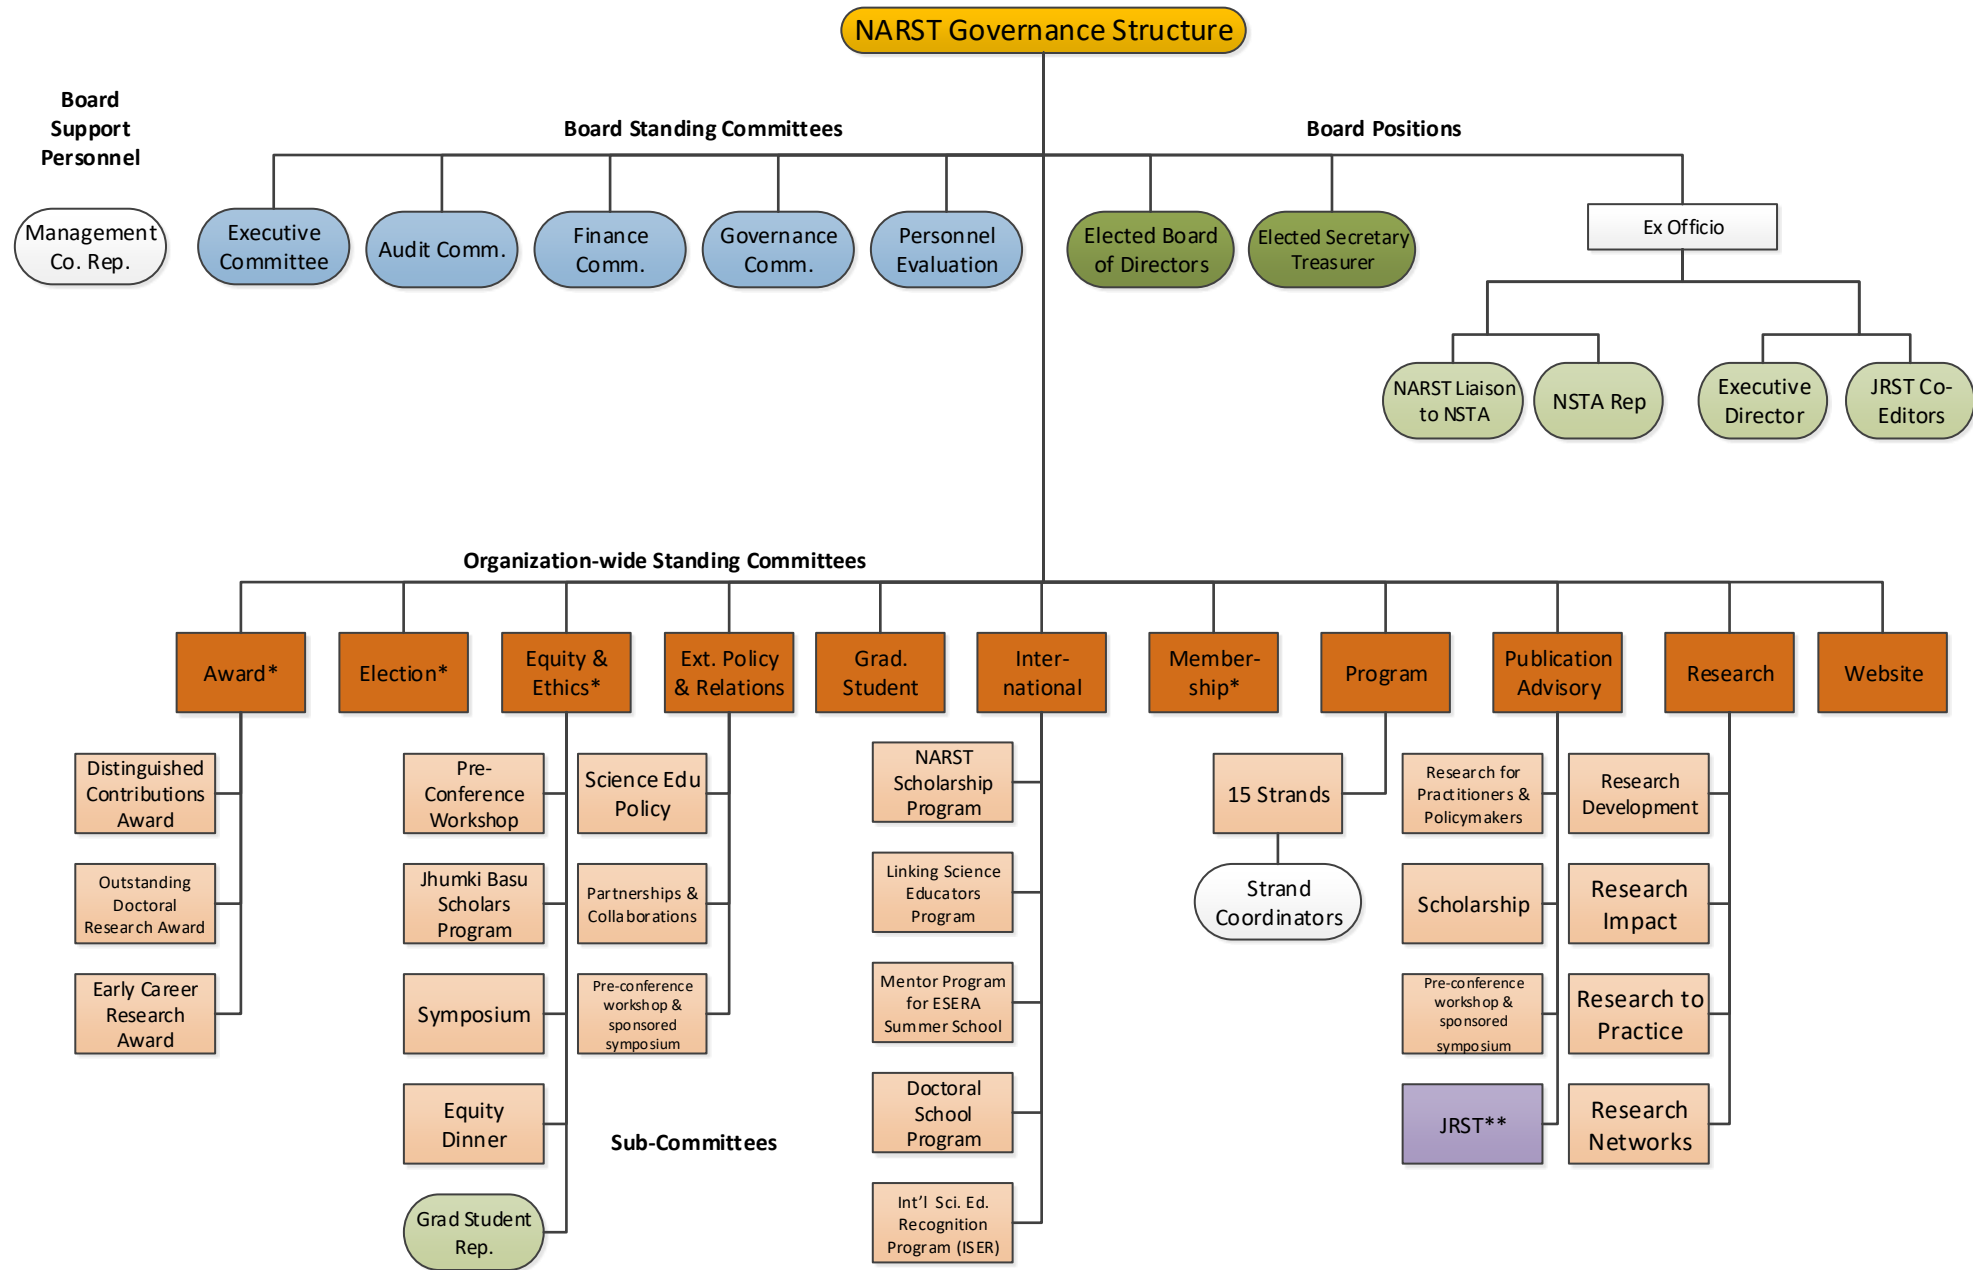 NARST Governance Structure
Board
Support
Personnel
Board Standing Committees
Board Positions
Management
Co. Rep.
Executive
Committee
Audit Comm.
Finance
Comm.
Governance
Comm.
Personnel
Evaluation
Elected Board
of Directors
Elected Secretary
Treasurer
Ex Officio
NARST Liaison
to NSTA
NSTA Rep
Executive
Director
JRST Co-
Editors
Organization-wide Standing Committees
Award*
Election*
Equity &
Ethics*
Ext. Policy
& Relations
Grad.
Student
Inter-
national
Member-
ship*
Program
Publication
Advisory
Research
Website
Distinguished
Contributions
Award
Outstanding
Doctoral
Research Award
Early Career
Research
Award
Pre-
Conference
Workshop
Jhumki Basu
Scholars
Program
Symposium
Equity
Dinner
Grad Student
Rep.
Science Edu
Policy
Partnerships &
Collaborations
Pre-conference
workshop &
sponsored
symposium
Sub-Committees
NARST
Scholarship
Program
Linking Science
Educators
Program
Mentor Program
for ESERA
Summer School
Doctoral
School
Program
Int'l Sci. Ed.
Recognition
Program (ISER)
15 Strands
Strand
Coordinators
Research for
Practitioners &
Policymakers
Scholarship
Pre-conference
workshop &
sponsored
symposium
JRST**
Research
Development
Research
Impact
Research to
Practice
Research
Networks